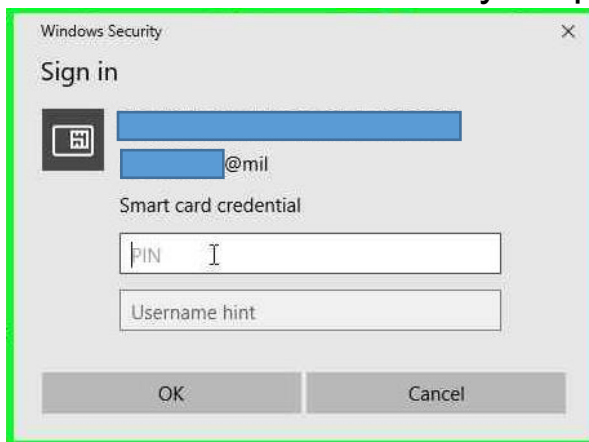 Windows Security
Sign in
@mil
Smart card credential
PIN
Username hint
OK
Cancel